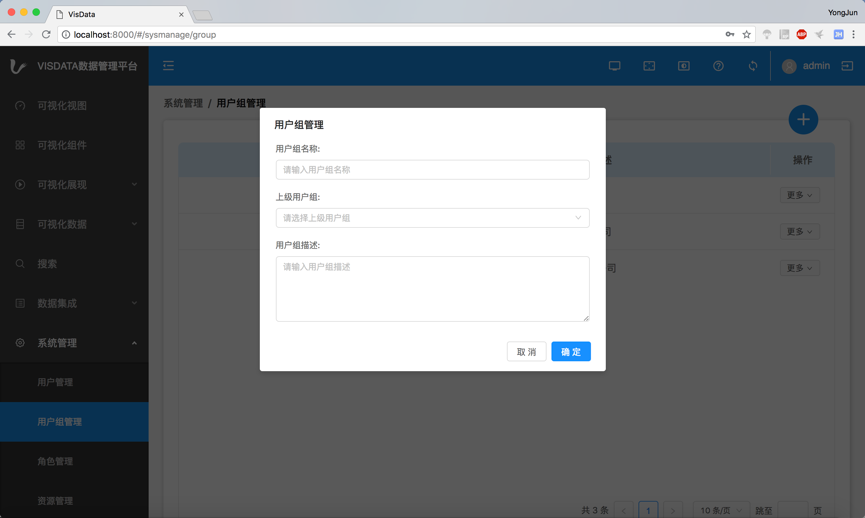 VisData
YongJun
localhost:8000/#/sysmanage/group
ABP
JH
VISDATA数据管理平台
admin
可视化视图
可视化组件
可视化展现
可视化数据
搜索
数据集成
系统管理
用户管理
用户组管理
角色管理
资源管理
系统管理 / 用户组管理
述
操作
更多
司
更多
司
更多
用户组管理
用户组名称:
请输入用户组名称
上级用户组:
请选择上级用户组
用户组描述:
请输入用户组描述
取 消
确 定
共 3 条
1
10 条/页
跳至
页